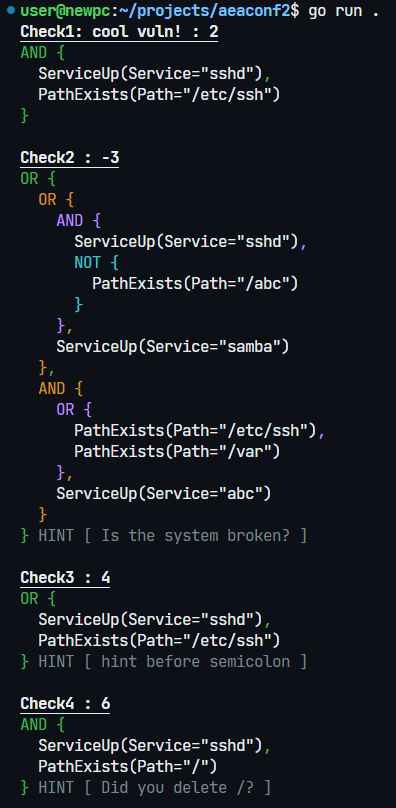 user@newpc:~/projects/aeaconf2$ go run .
Check1: cool vuln! : 2
AND {
  ServiceUp(Service="sshd"),
  PathExists(Path="/etc/ssh")
}

Check2 : -3
OR {
  OR {
    AND {
      ServiceUp(Service="sshd"),
      NOT {
        PathExists(Path="/abc")
      }
    },
    ServiceUp(Service="samba")
  },
  AND {
    OR {
      PathExists(Path="/etc/ssh"),
      PathExists(Path="/var")
    },
    ServiceUp(Service="abc")
  }
} HINT [ Is the system broken? ]

Check3 : 4
OR {
  ServiceUp(Service="sshd"),
  PathExists(Path="/etc/ssh")
} HINT [ hint before semicolon ]

Check4 : 6
AND {
  ServiceUp(Service="sshd"),
  PathExists(Path="/")
} HINT [ Did you delete /? ]